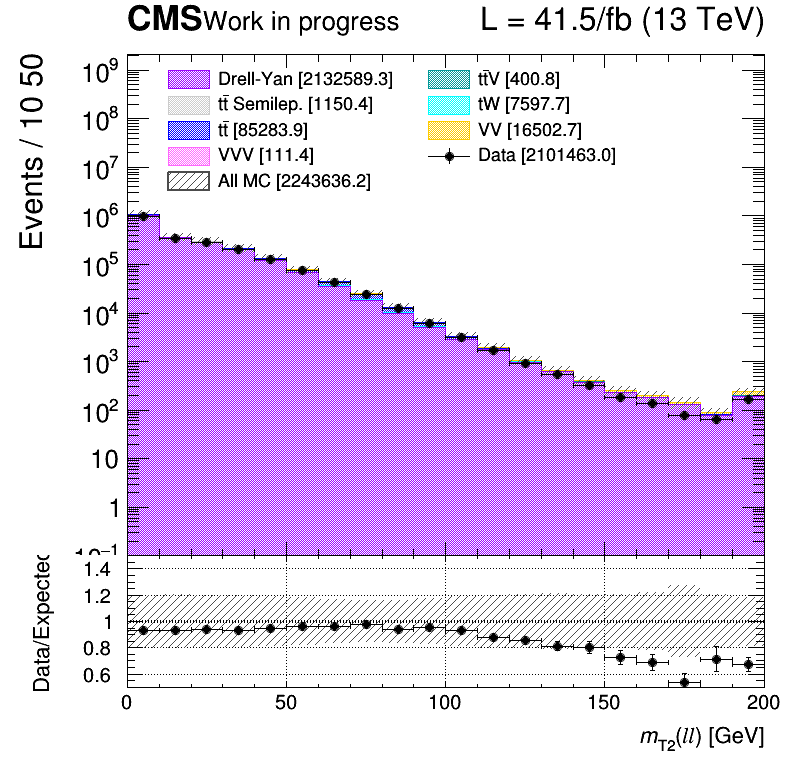 CMS Work in progress L = 41.5/fb (13 TeV)
Events / 10 50
Drell-Yan [2132589.3] tt̄V [400.8]
tt̄ Semilep. [1150.4] tW [7597.7]
tt̄ [85283.9] VV [16502.7]
VVV [111.4] Data [2101463.0]
All MC [2243636.2]
10⁹
10⁸
10⁷
10⁶
10⁵
10⁴
10³
10²
10
1
10⁻¹
Data/Expected
1.4
1.2
1
0.8
0.6
0 50 100 150 200
m_T2(ll) [GeV]